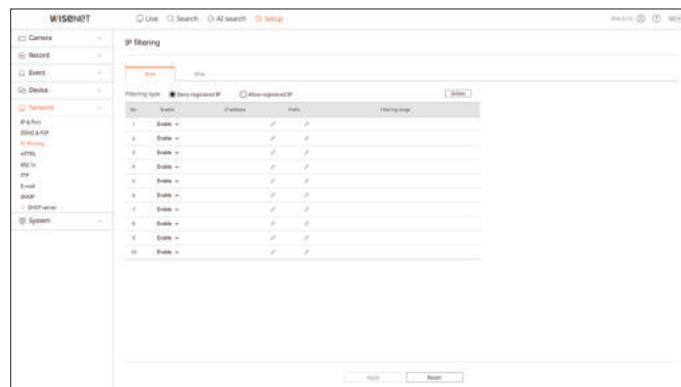 WISENET
Live Search AI search Setup
Camera
Record
Event
Device
Network
IP & Port
DDNS & P2P
IP filtering
HTTPS
802.1x
FTP
E-mail
SNMP
DHCP server
System
IP filtering
IPv4 IPv6
Filtering type Deny registered IP Allow registered IP Delete
No Enable IP address Prefix Filtering range
1 Enable
2 Enable
3 Enable
4 Enable
5 Enable
6 Enable
7 Enable
8 Enable
9 Enable
10 Enable
Apply Revert